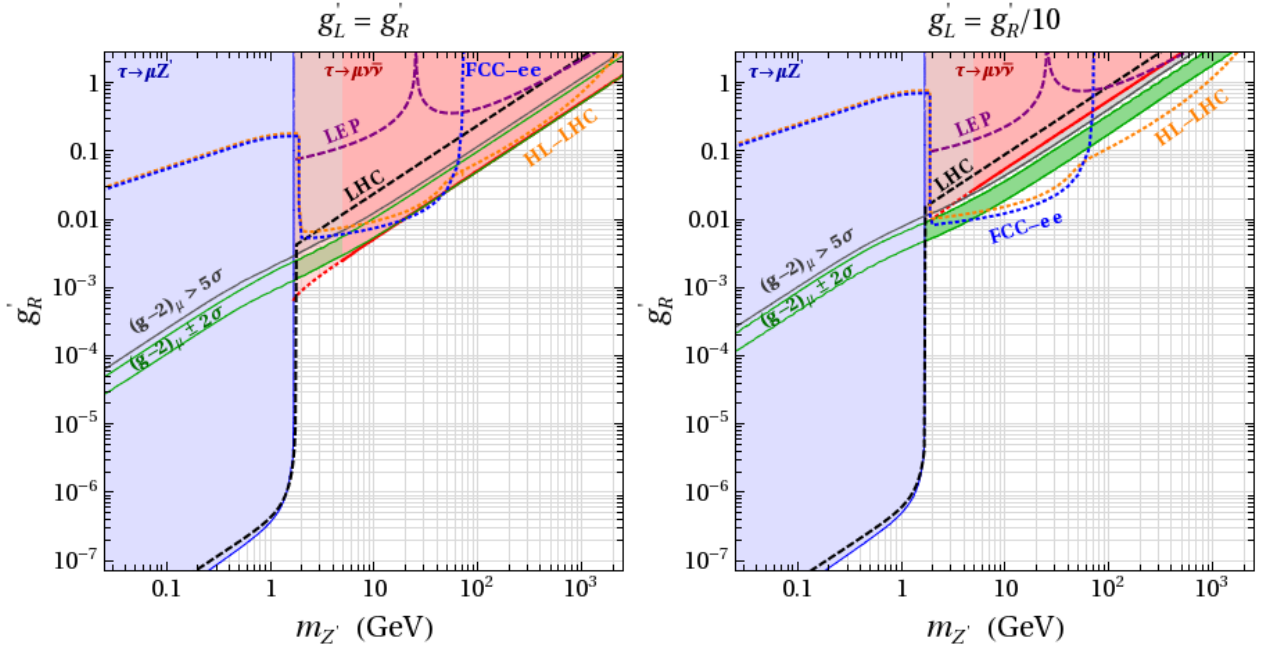 g'_L = g'_R
τ→μZ'
τ→μνν̄
FCC-ee
LEP
LHC
HL-LHC
(g-2)_μ > 5σ
(g-2)_μ ± 2σ
1
0.1
0.01
10^-3
10^-4
10^-5
10^-6
10^-7
g'_R
0.1
1
10
10^2
10^3
m_Z' (GeV)
g'_L = g'_R/10
τ→μZ'
τ→μνν̄
LEP
HL-LHC
LHC
FCC-ee
(g-2)_μ > 5σ
(g-2)_μ ± 2σ
1
0.1
0.01
10^-3
10^-4
10^-5
10^-6
10^-7
g'_R
0.1
1
10
10^2
10^3
m_Z' (GeV)